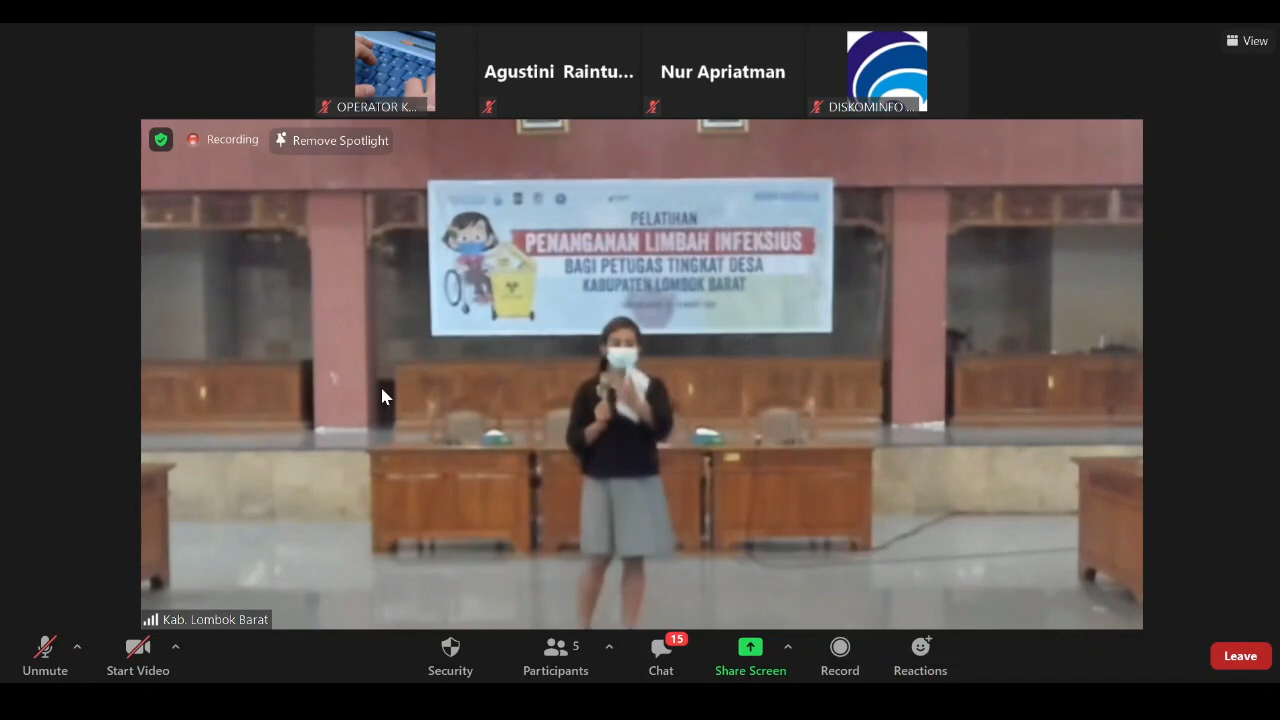 View
Agustini Raintu...
Nur Apriatman
OPERATOR K...
DISKOMINFO ...
Recording
Remove Spotlight
PELATIHAN
PENANGANAN LIMBAH INFEKSIUS
BAGI PETUGAS TINGKAT DESA
KABUPATEN LOMBOK BARAT
Kab. Lombok Barat
Unmute
Start Video
Security
Participants
5
Chat
15
Share Screen
Record
Reactions
Leave